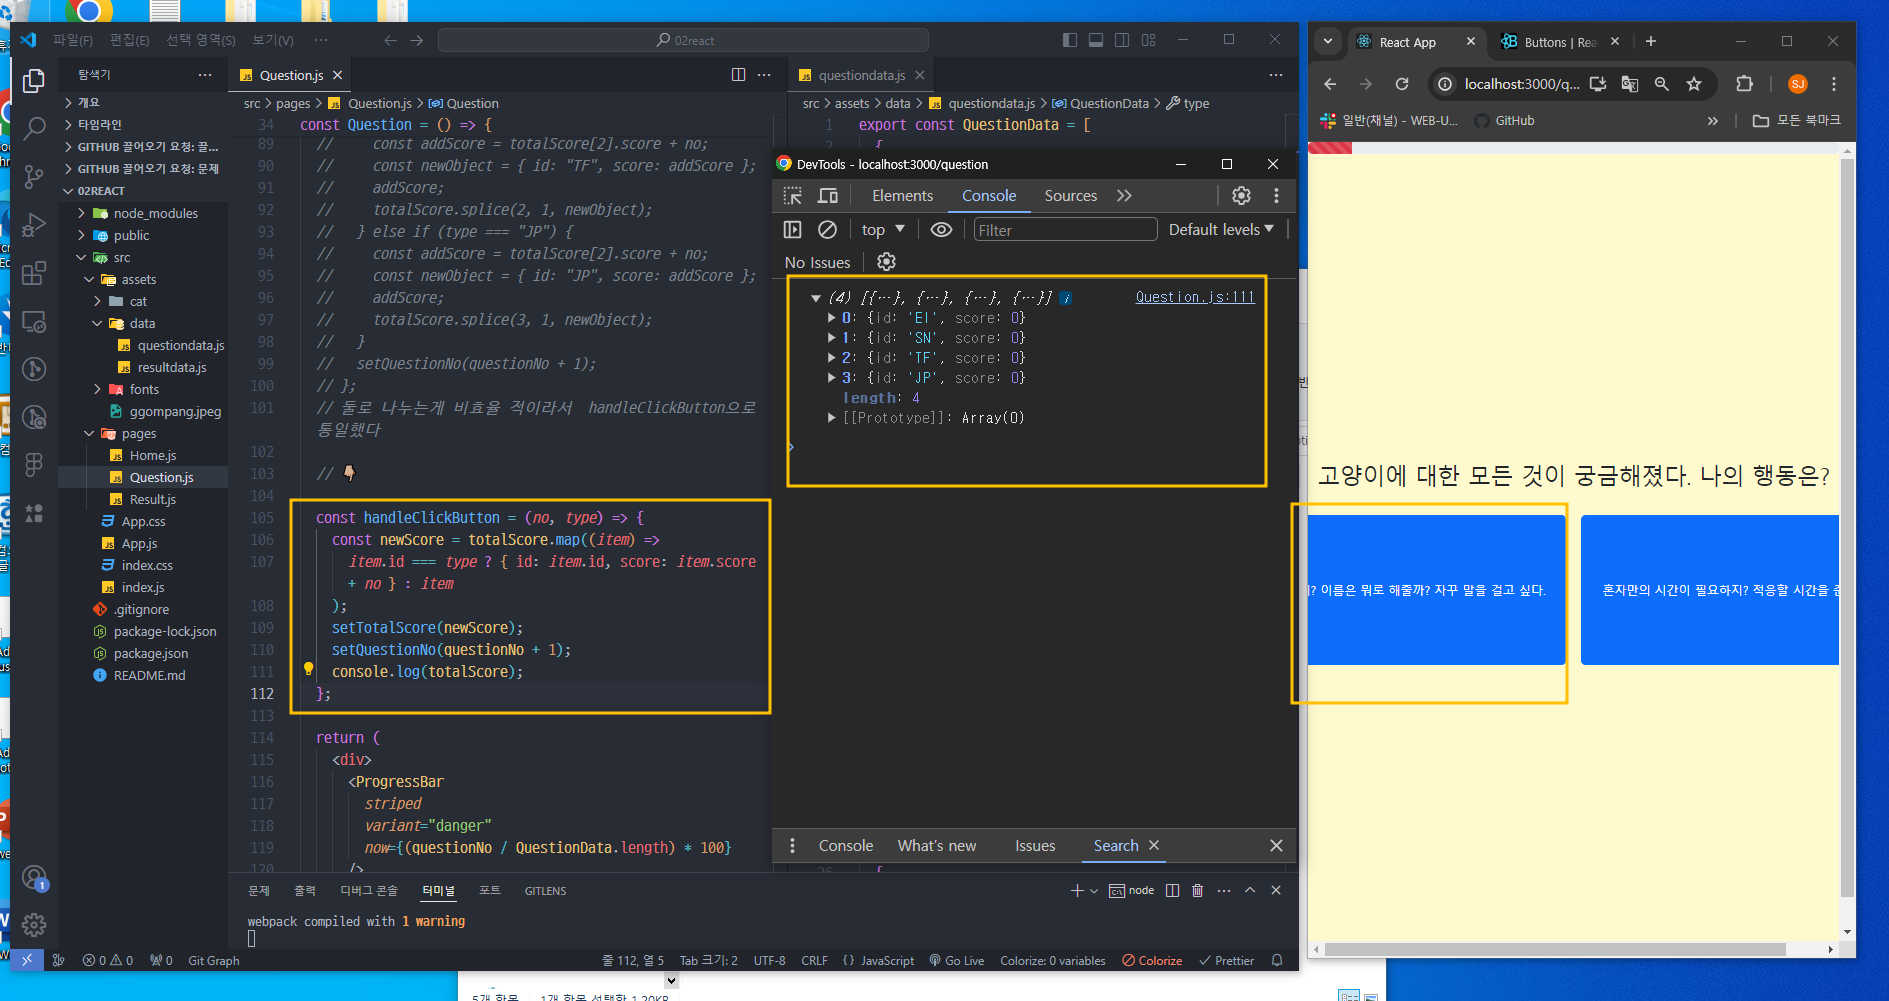 파일(F) 편집(E) 선택 영역(S) 보기(V) ··· 02react
탐색기
개요
타임라인
GITHUB 끌어오기 요청: 끌...
GITHUB 끌어오기 요청: 문제
02REACT
node_modules
public
src
assets
cat
data
questiondata.js
resultdata.js
fonts
ggompang.jpeg
pages
Home.js
Question.js
Result.js
App.css
App.js
index.css
index.js
.gitignore
package-lock.json
package.json
README.md
1
Question.js
src > pages > Question.js > Question
34 const Question = () => {
89 // const addScore = totalScore[2].score + no;
90 // const newObject = { id: "TF", score: addScore };
91 // addScore;
92 // totalScore.splice(2, 1, newObject);
93 // } else if (type === "JP") {
94 // const addScore = totalScore[2].score + no;
95 // const newObject = { id: "JP", score: addScore };
96 // addScore;
97 // totalScore.splice(3, 1, newObject);
98 // }
99 // setQuestionNo(questionNo + 1);
100 // };
101 // 둘로 나누는게 비효율 적이라서 handleClickButton으로
통일했다
102
103 // 👇
104
105 const handleClickButton = (no, type) => {
106 const newScore = totalScore.map((item) =>
107 item.id === type ? { id: item.id, score: item.score
+ no } : item
108 );
109 setTotalScore(newScore);
110 setQuestionNo(questionNo + 1);
111 console.log(totalScore);
112 };
113
114 return (
115 <div>
116 <ProgressBar
117 striped
118 variant="danger"
119 now={(questionNo / QuestionData.length) * 100}
120 />
questiondata.js
src > assets > data > questiondata.js > QuestionData > type
1 export const QuestionData = [
2 {
26 {
DevTools - localhost:3000/question
Elements Console Sources
top Filter Default levels
No Issues
(4) [{…}, {…}, {…}, {…}] i Question.js:111
0: {id: 'EI', score: 0}
1: {id: 'SN', score: 0}
2: {id: 'TF', score: 0}
3: {id: 'JP', score: 0}
length: 4
[[Prototype]]: Array(0)
Console What's new Issues Search
문제 출력 디버그 콘솔 터미널 포트 GITLENS node
webpack compiled with 1 warning
0 0 0 Git Graph 줄 112, 열 5 Tab 크기: 2 UTF-8 CRLF {} JavaScript Go Live Colorize: 0 variables Colorize Prettier
React App Buttons | Rea
localhost:3000/q... SJ
일반(채널) - WEB-U... GitHub 모든 북마크
고양이에 대한 모든 것이 궁금해졌다. 나의 행동은?
? 이름은 뭐로 해줄까? 자꾸 말을 걸고 싶다.
혼자만의 시간이 필요하지? 적응할 시간을
5개 항목 1개 항목 선택함 1.20KB